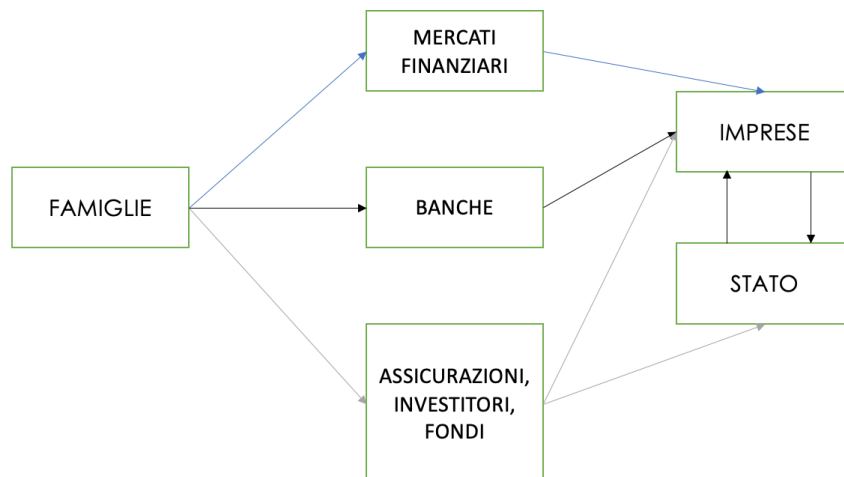 MERCATI
FINANZIARI
IMPRESE
FAMIGLIE
BANCHE
STATO
ASSICURAZIONI,
INVESTITORI,
FONDI